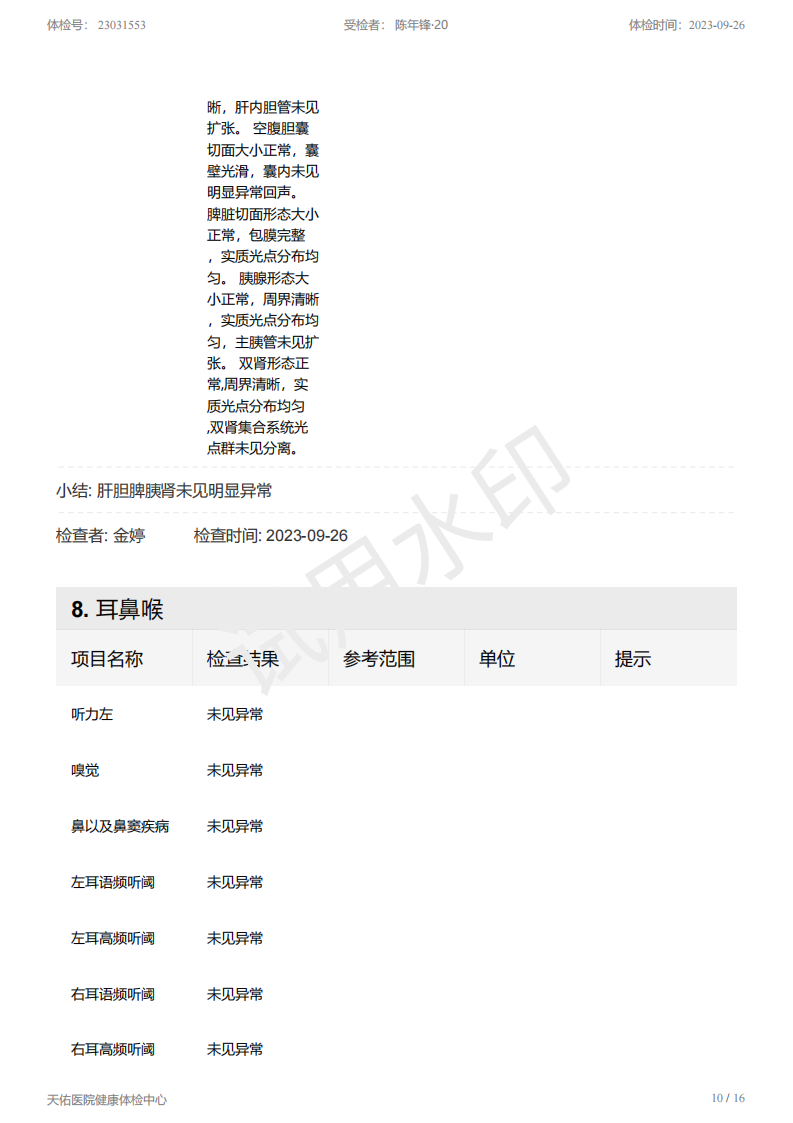 体检号： 23031553 受检者： 陈年锋·20 体检时间：2023-09-26
晰，肝内胆管未见
扩张。 空腹胆囊
切面大小正常，囊
壁光滑，囊内未见
明显异常回声。
脾脏切面形态大小
正常，包膜完整
，实质光点分布均
匀。 胰腺形态大
小正常，周界清晰
，实质光点分布均
匀，主胰管未见扩
张。 双肾形态正
常,周界清晰，实
质光点分布均匀
,双肾集合系统光
点群未见分离。
小结: 肝胆脾胰肾未见明显异常
检查者: 金婷 检查时间: 2023-09-26
试用水印
8. 耳鼻喉
项目名称 检查结果 参考范围 单位 提示
听力左 未见异常
嗅觉 未见异常
鼻以及鼻窦疾病 未见异常
左耳语频听阈 未见异常
左耳高频听阈 未见异常
右耳语频听阈 未见异常
右耳高频听阈 未见异常
天佑医院健康体检中心 10 / 16